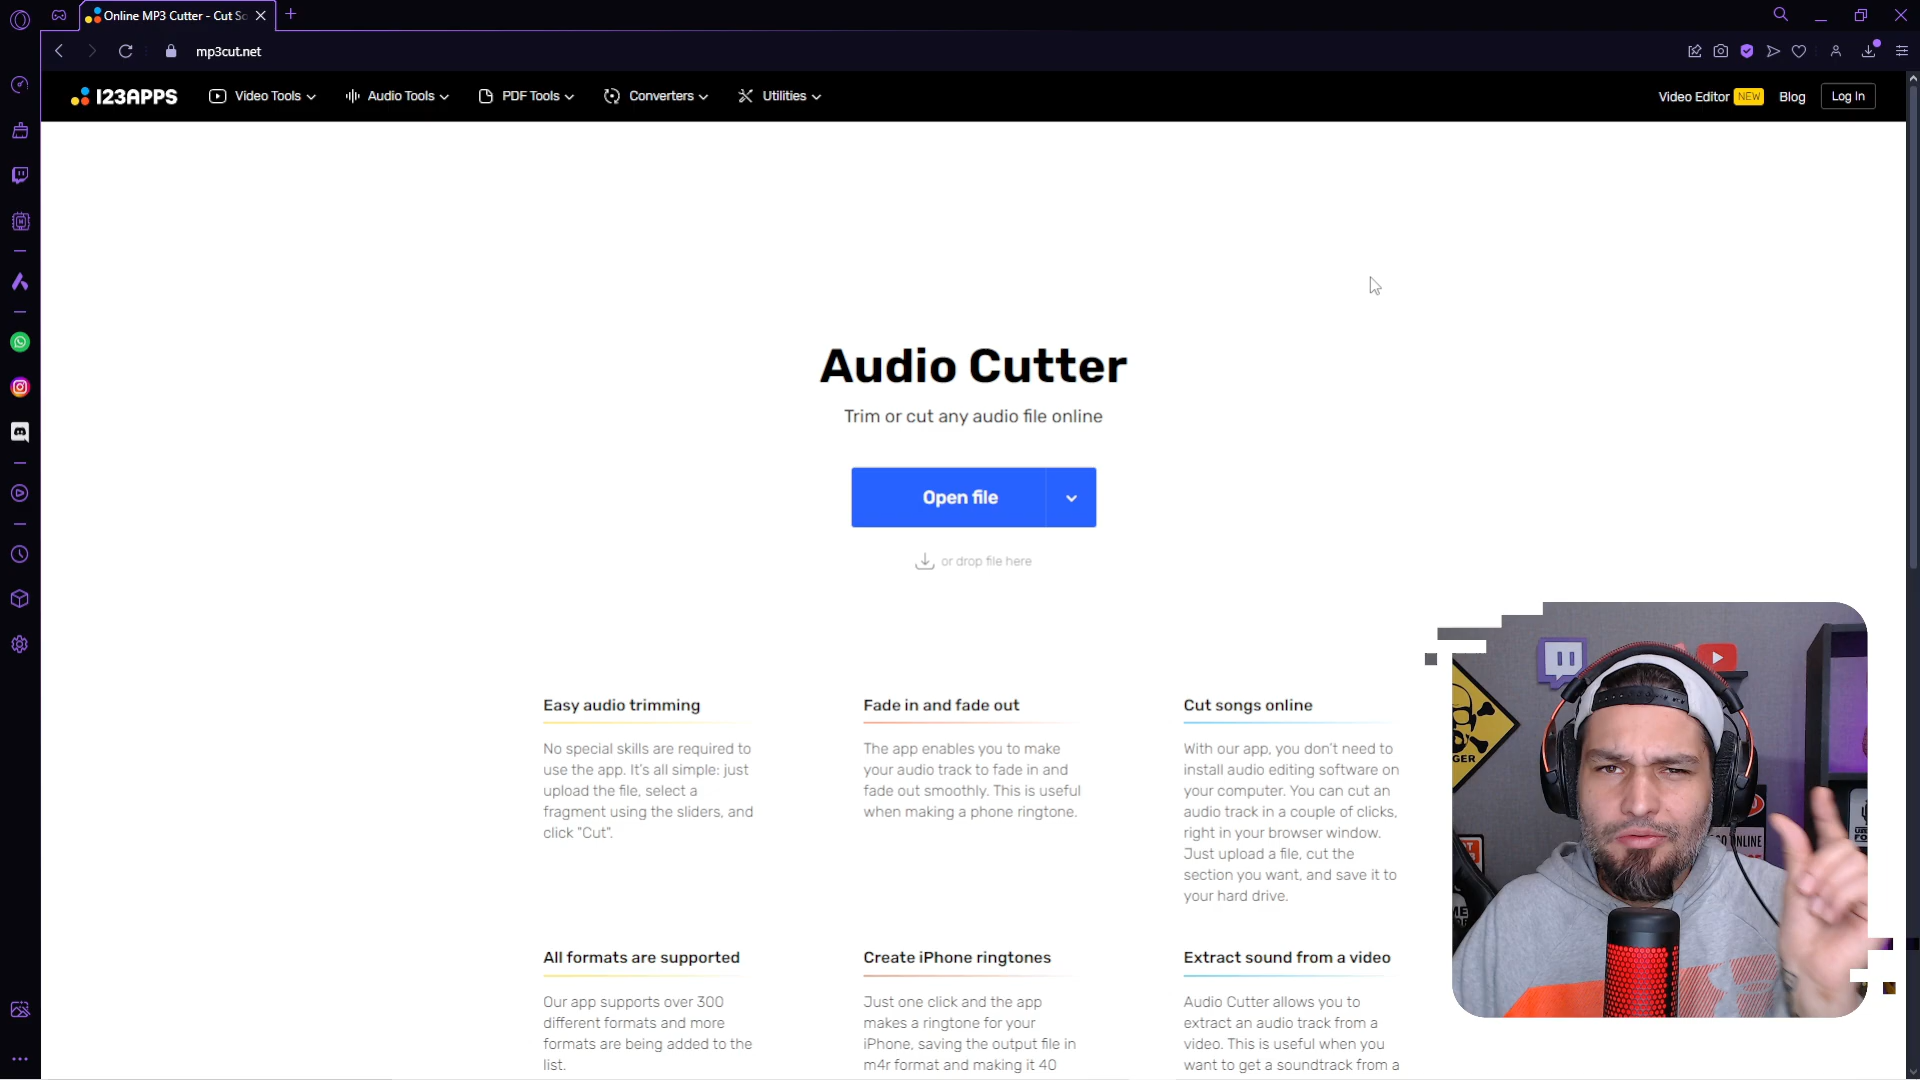 Online MP3 Cutter - Cut So
mp3cut.net
123APPS
Video Tools
Audio Tools
PDF Tools
Converters
Utilities
Video Editor NEW
Blog
Log In
Audio Cutter
Trim or cut any audio file online
Open file
or drop file here
Easy audio trimming
No special skills are required to
use the app. It's all simple: just
upload the file, select a
fragment using the sliders, and
click "Cut".
Fade in and fade out
The app enables you to make
your audio track to fade in and
fade out smoothly. This is useful
when making a phone ringtone.
Cut songs online
With our app, you don't need to
install audio editing software on
your computer. You can cut an
audio track in a couple of clicks,
right in your browser window.
Just upload a file, cut the
section you want, and save it to
your hard drive.
All formats are supported
Our app supports over 300
different formats and more
formats are being added to the
list.
Create iPhone ringtones
Just one click and the app
makes a ringtone for your
iPhone, saving the output file in
m4r format and making it 40
Extract sound from a video
Audio Cutter allows you to
extract an audio track from a
video. This is useful when you
want to get a soundtrack from a
GER
ONLINE